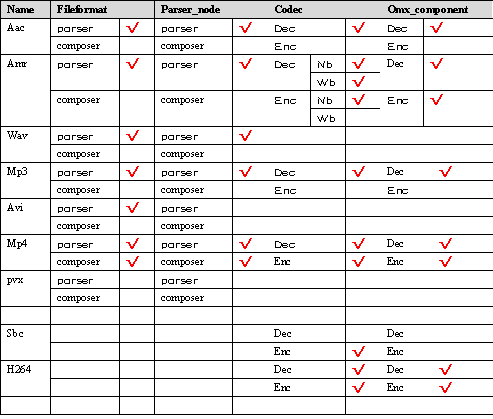 Name Fileformat Parser_node Codec Omx_component
Aac parser ✓ parser ✓ Dec ✓ Dec ✓
composer composer Enc Enc
Amr parser ✓ parser ✓ Dec Nb ✓ Dec ✓
Wb ✓
composer composer Enc Nb ✓ Enc ✓
Wb
Wav parser ✓ parser ✓
composer composer
Mp3 parser ✓ parser ✓ Dec ✓ Dec ✓
composer composer Enc Enc
Avi parser ✓ parser
composer composer
Mp4 parser ✓ parser ✓ Dec ✓ Dec ✓
composer ✓ composer ✓ Enc ✓ Enc ✓
pvx parser parser
composer composer
Sbc Dec Dec
Enc ✓ Enc
H264 Dec ✓ Dec ✓
Enc ✓ Enc ✓